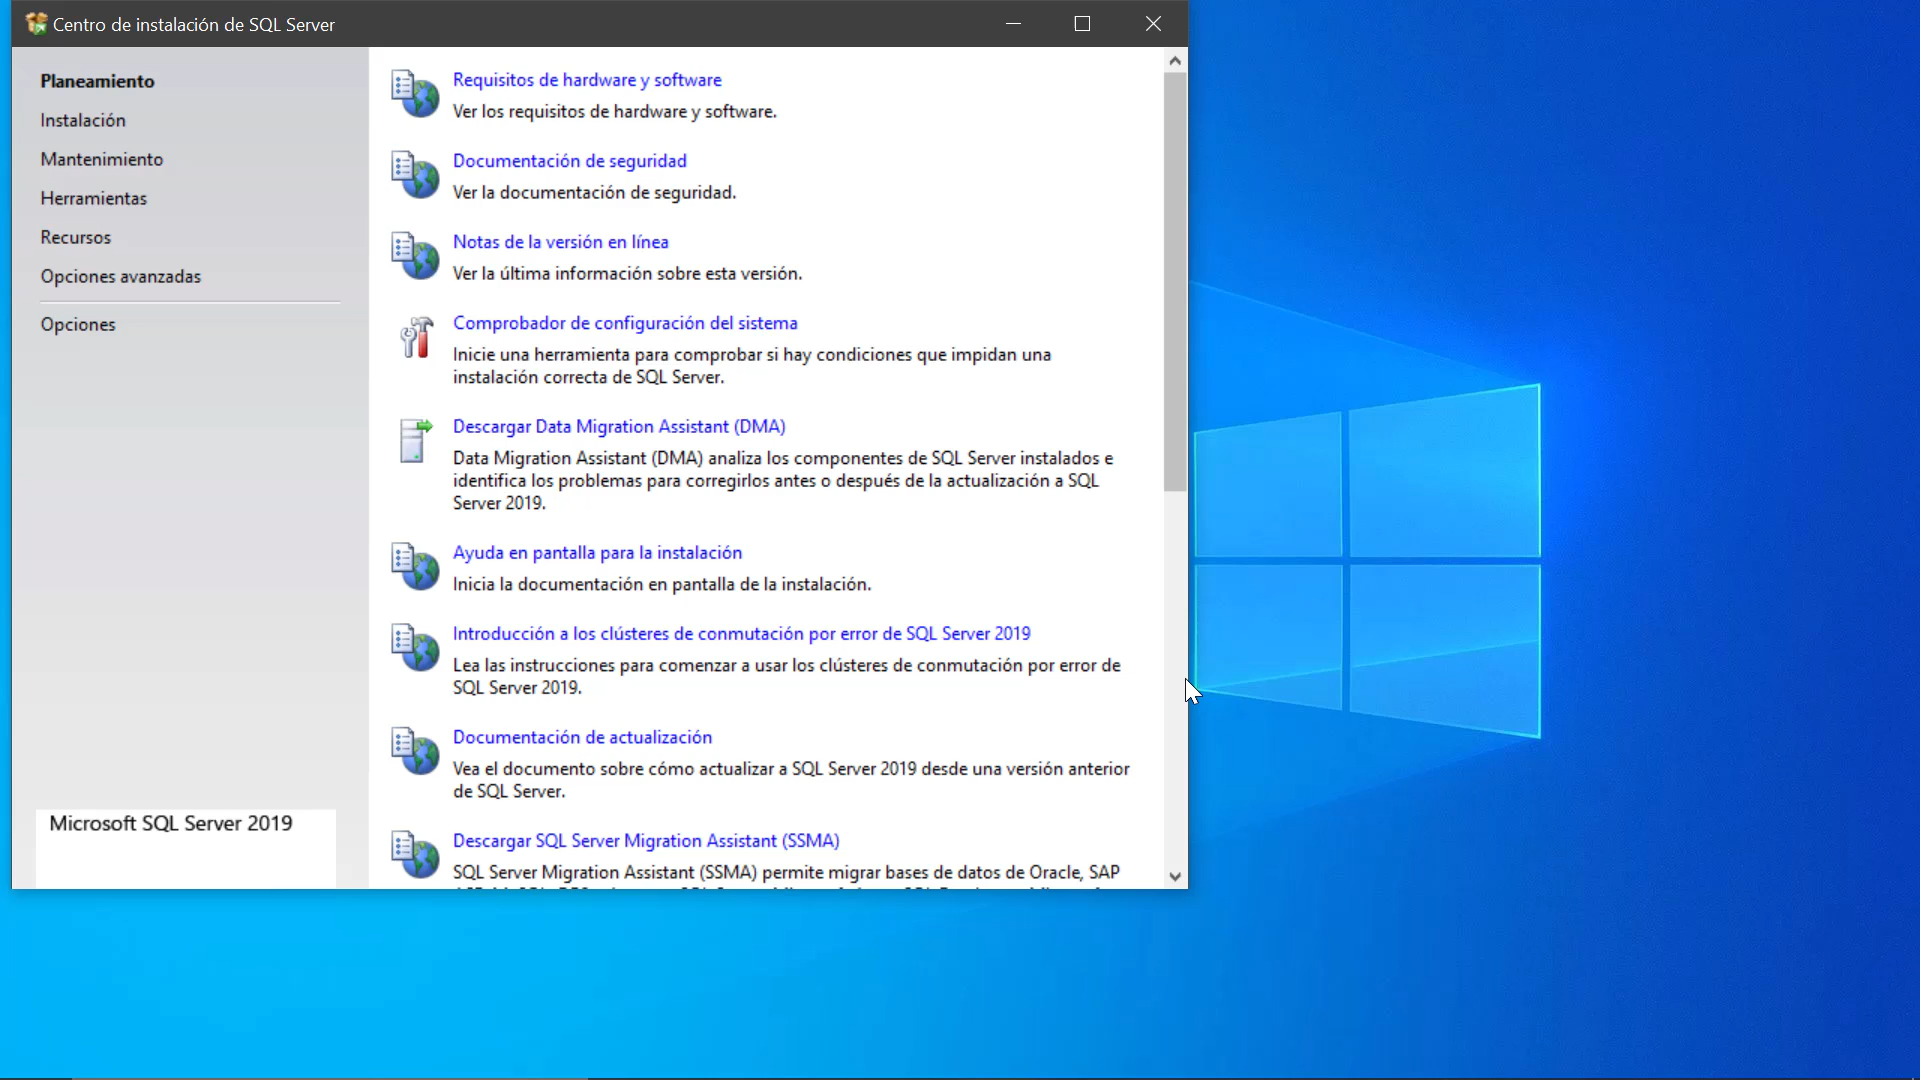 Centro de instalación de SQL Server
Planeamiento
Instalación
Mantenimiento
Herramientas
Recursos
Opciones avanzadas
Opciones
Microsoft SQL Server 2019
Requisitos de hardware y software
Ver los requisitos de hardware y software.
Documentación de seguridad
Ver la documentación de seguridad.
Notas de la versión en línea
Ver la última información sobre esta versión.
Comprobador de configuración del sistema
Inicie una herramienta para comprobar si hay condiciones que impidan una
instalación correcta de SQL Server.
Descargar Data Migration Assistant (DMA)
Data Migration Assistant (DMA) analiza los componentes de SQL Server instalados e
identifica los problemas para corregirlos antes o después de la actualización a SQL
Server 2019.
Ayuda en pantalla para la instalación
Inicia la documentación en pantalla de la instalación.
Introducción a los clústeres de conmutación por error de SQL Server 2019
Lea las instrucciones para comenzar a usar los clústeres de conmutación por error de
SQL Server 2019.
Documentación de actualización
Vea el documento sobre cómo actualizar a SQL Server 2019 desde una versión anterior
de SQL Server.
Descargar SQL Server Migration Assistant (SSMA)
SQL Server Migration Assistant (SSMA) permite migrar bases de datos de Oracle, SAP